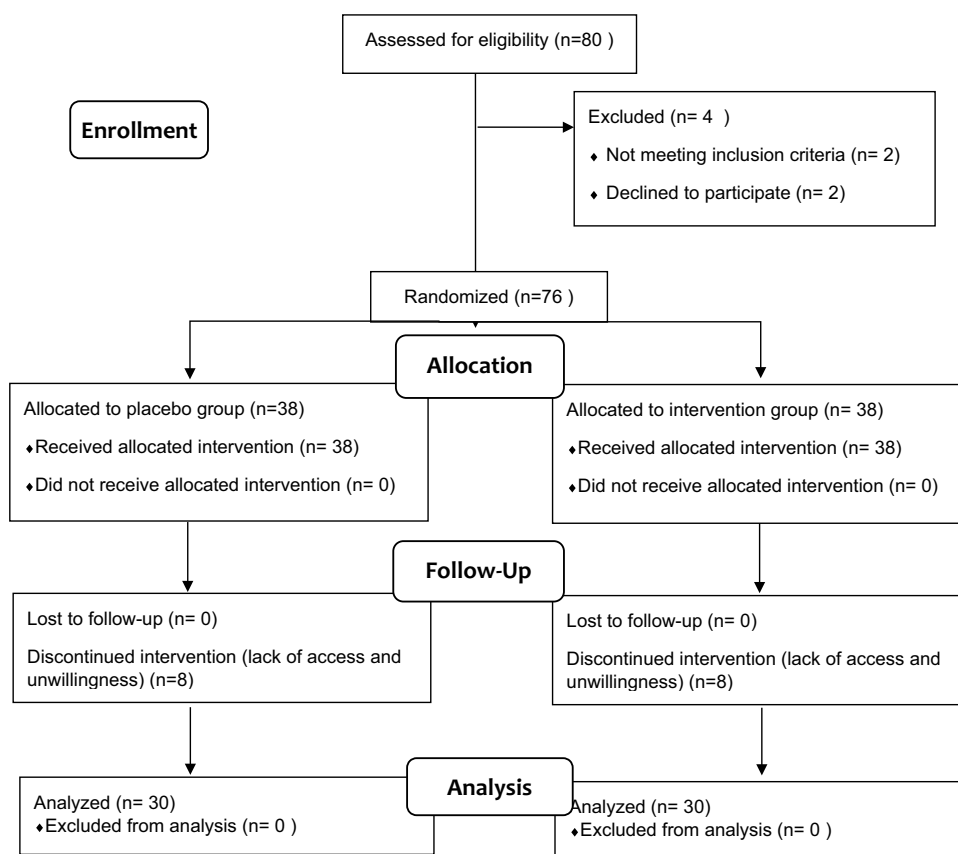 Assessed for eligibility (n=80 )
Enrollment
Excluded (n= 4 )
♦ Not meeting inclusion criteria (n= 2)
♦ Declined to participate (n= 2)
Randomized (n=76 )
Allocation
Allocated to placebo group (n=38)
♦Received allocated intervention (n= 38)
♦Did not receive allocated intervention (n= 0)
Allocated to intervention group (n= 38)
♦Received allocated intervention (n= 38)
♦Did not receive allocated intervention (n= 0)
Follow-Up
Lost to follow-up (n= 0)
Discontinued intervention (lack of access and
unwillingness) (n=8)
Lost to follow-up (n= 0)
Discontinued intervention (lack of access and
unwillingness) (n=8)
Analysis
Analyzed (n= 30)
♦Excluded from analysis (n= 0 )
Analyzed (n= 30)
♦Excluded from analysis (n= 0 )